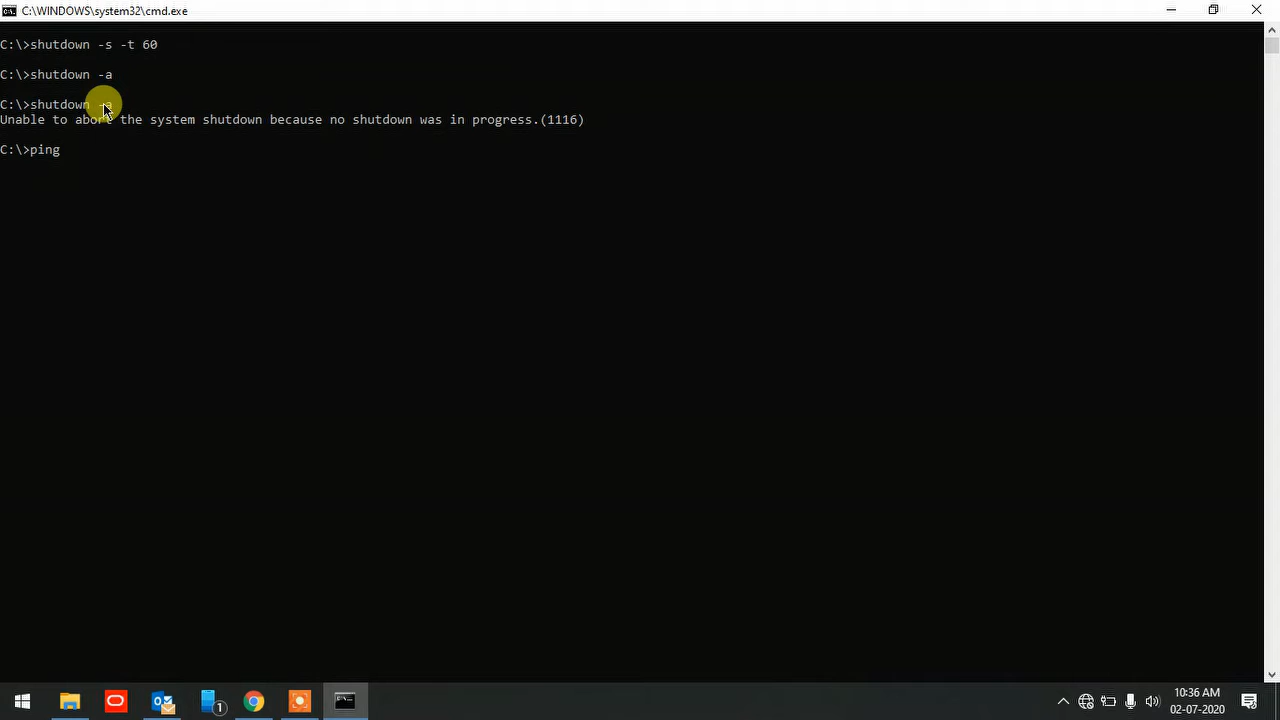 C:\WINDOWS\system32\cmd.exe
C:\>shutdown -s -t 60
C:\>shutdown -a
C:\>shutdown -a
Unable to abort the system shutdown because no shutdown was in progress.(1116)
C:\>ping
1
10:36 AM
02-07-2020